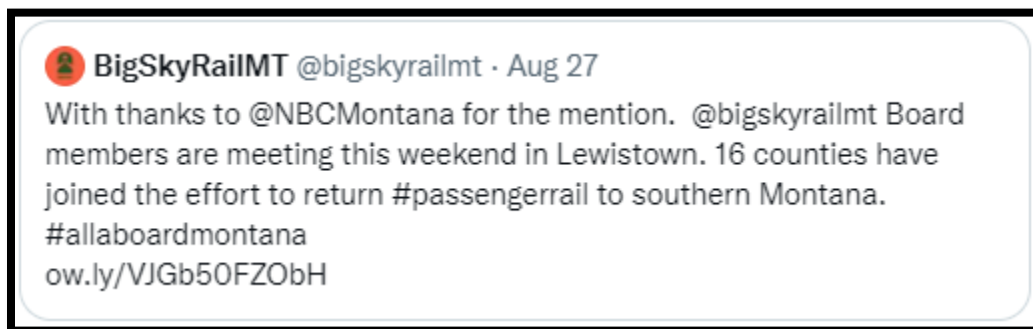 BigSkyRailMT @bigskyrailmt · Aug 27
With thanks to @NBCMontana for the mention.  @bigskyrailmt Board
members are meeting this weekend in Lewistown. 16 counties have
joined the effort to return #passengerrail to southern Montana.
#allaboardmontana
ow.ly/VJGb50FZObH